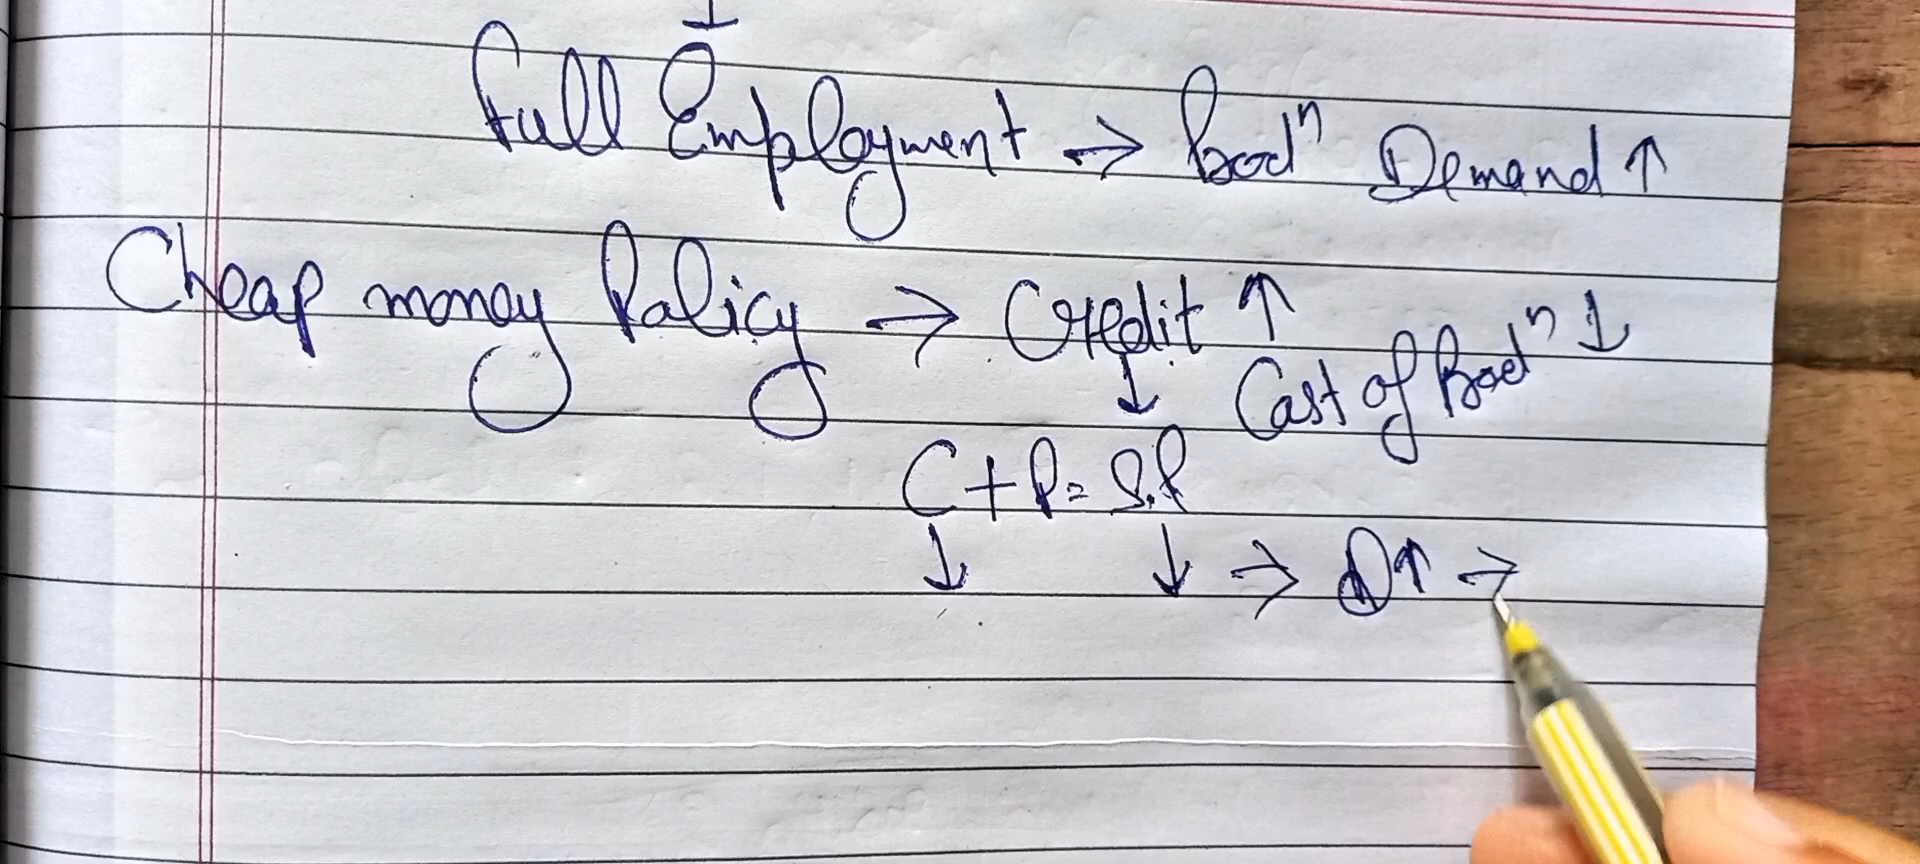 ↓
Full Employment → Prodⁿ Demand ↑
Cheap money Policy → Credit ↑
↓ Cost of Prodⁿ ↓
C + P = S.P
↓ ↓ → D↑ →